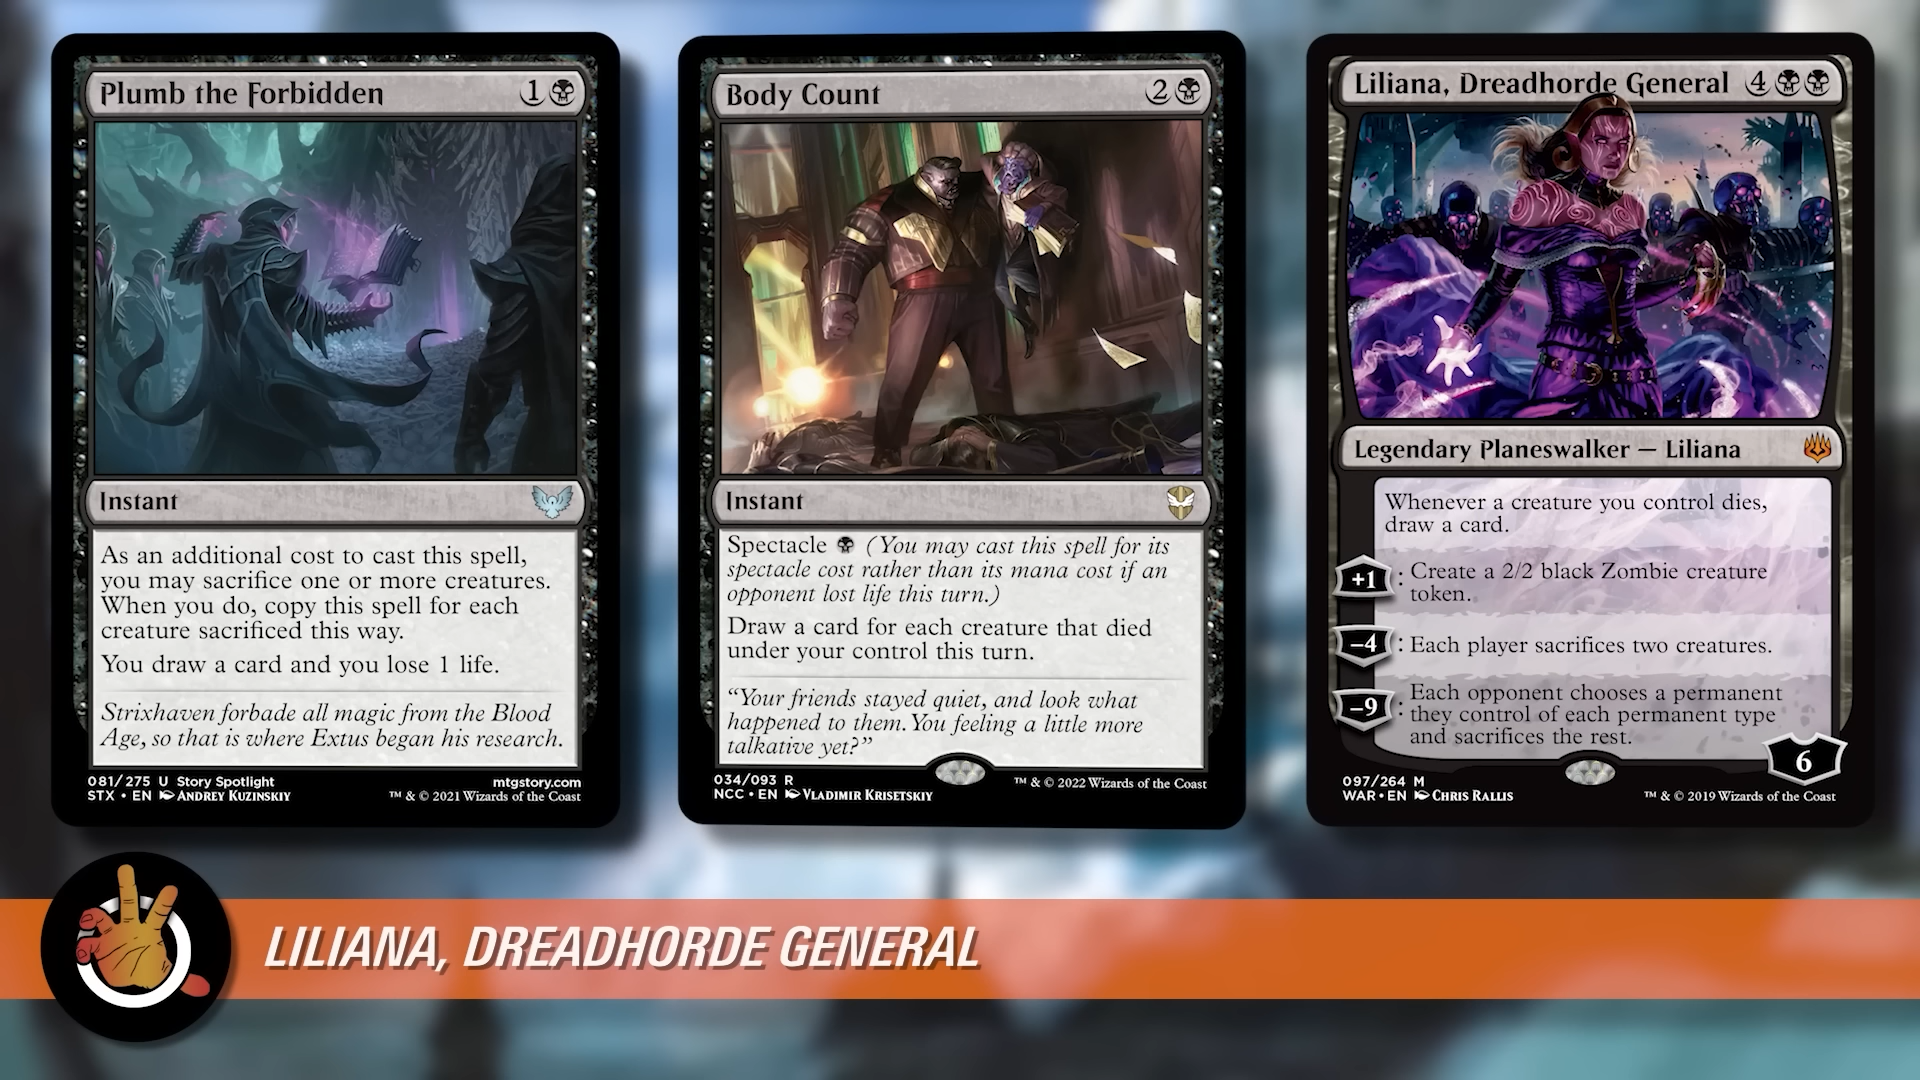 Plumb the Forbidden 1
Instant
As an additional cost to cast this spell,
you may sacrifice one or more creatures.
When you do, copy this spell for each
creature sacrificed this way.
You draw a card and you lose 1 life.
Strixhaven forbade all magic from the Blood
Age, so that is where Extus began his research.
081/275 U Story Spotlight mtgstory.com
STX • EN ANDREY KUZINSKIY ™ & © 2021 Wizards of the Coast
Body Count 2
Instant
Spectacle (You may cast this spell for its
spectacle cost rather than its mana cost if an
opponent lost life this turn.)
Draw a card for each creature that died
under your control this turn.
“Your friends stayed quiet, and look what
happened to them. You feeling a little more
talkative yet?”
034/093 R
NCC • EN VLADIMIR KRISETSKIY ™ & © 2022 Wizards of the Coast
Liliana, Dreadhorde General 4
Legendary Planeswalker — Liliana
Whenever a creature you control dies,
draw a card.
+1 : Create a 2/2 black Zombie creature
token.
−4 : Each player sacrifices two creatures.
−9 : Each opponent chooses a permanent
they control of each permanent type
and sacrifices the rest.
6
097/264 M
WAR • EN CHRIS RALLIS ™ & © 2019 Wizards of the Coast
LILIANA, DREADHORDE GENERAL